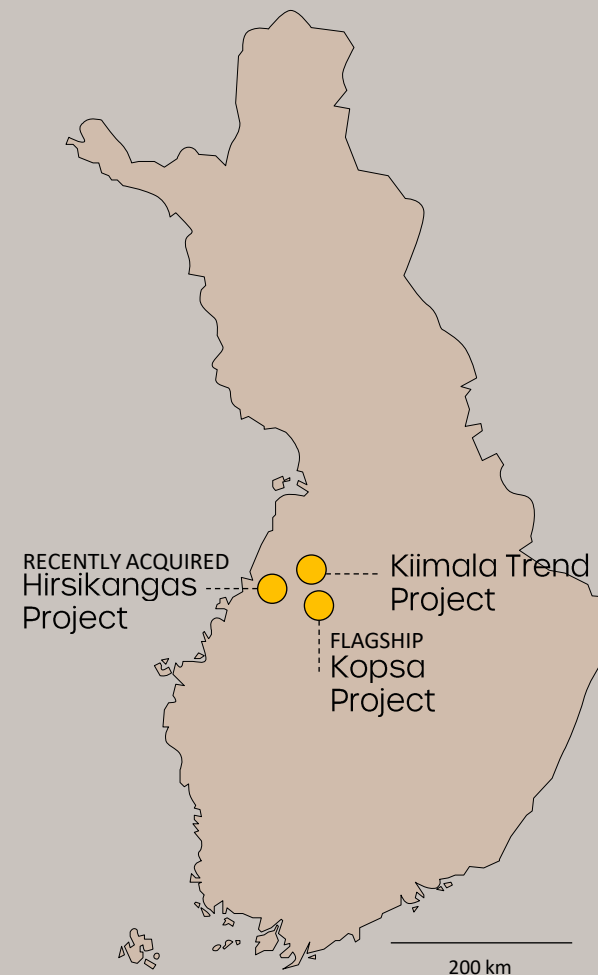 RECENTLY ACQUIRED
Hirsikangas
Project
Kiimala Trend
Project
FLAGSHIP
Kopsa
Project
200 km